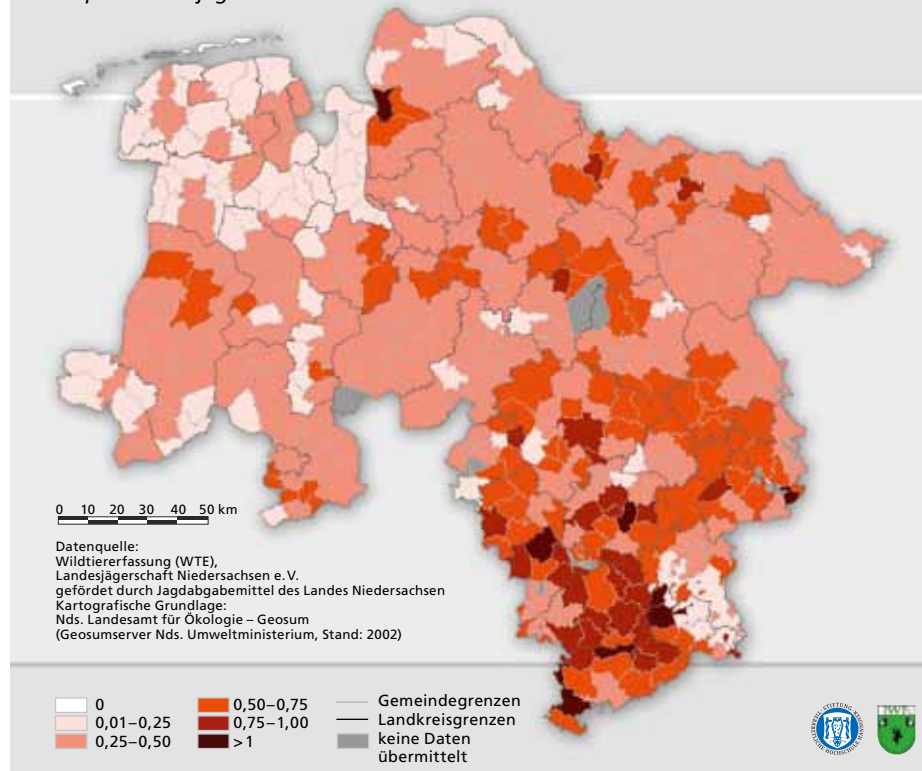 0 10 20 30 40 50 km
Datenquelle:
Wildtiererfassung (WTE),
Landesjägerschaft Niedersachsen e. V.
gefördert durch Jagdabgabemittel des Landes Niedersachsen
Kartografische Grundlage:
Nds. Landesamt für Ökologie – Geosum
(Geosumserver Nds. Umweltministerium, Stand: 2002)
0
0,01–0,25
0,25–0,50
0,50–0,75
0,75–1,00
>1
Gemeindegrenzen
Landkreisgrenzen
keine Daten
übermittelt